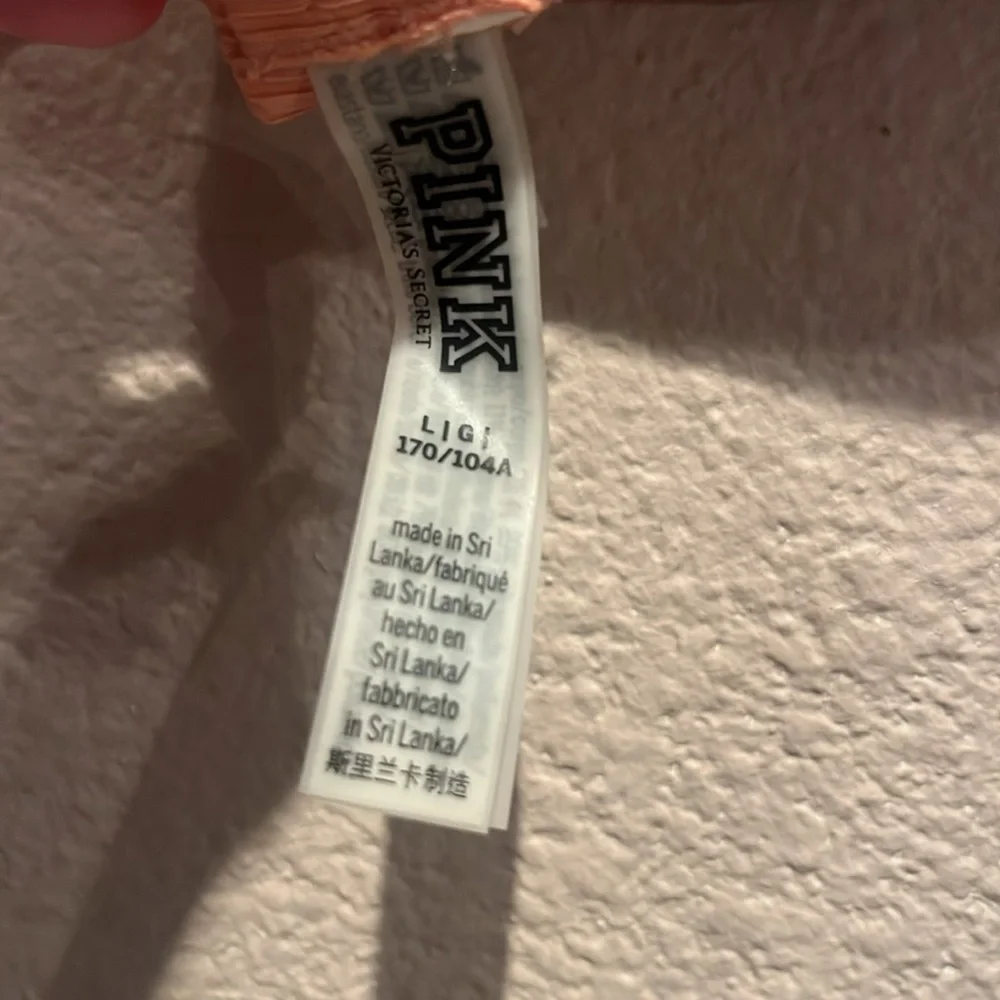 PINK
VICTORIA'S SECRET
L|G|
170/104A
made in Sri
Lanka/fabriqué
au Sri Lanka/
hecho en
Sri Lanka/
fabbricato
in Sri Lanka/
斯里兰卡制造